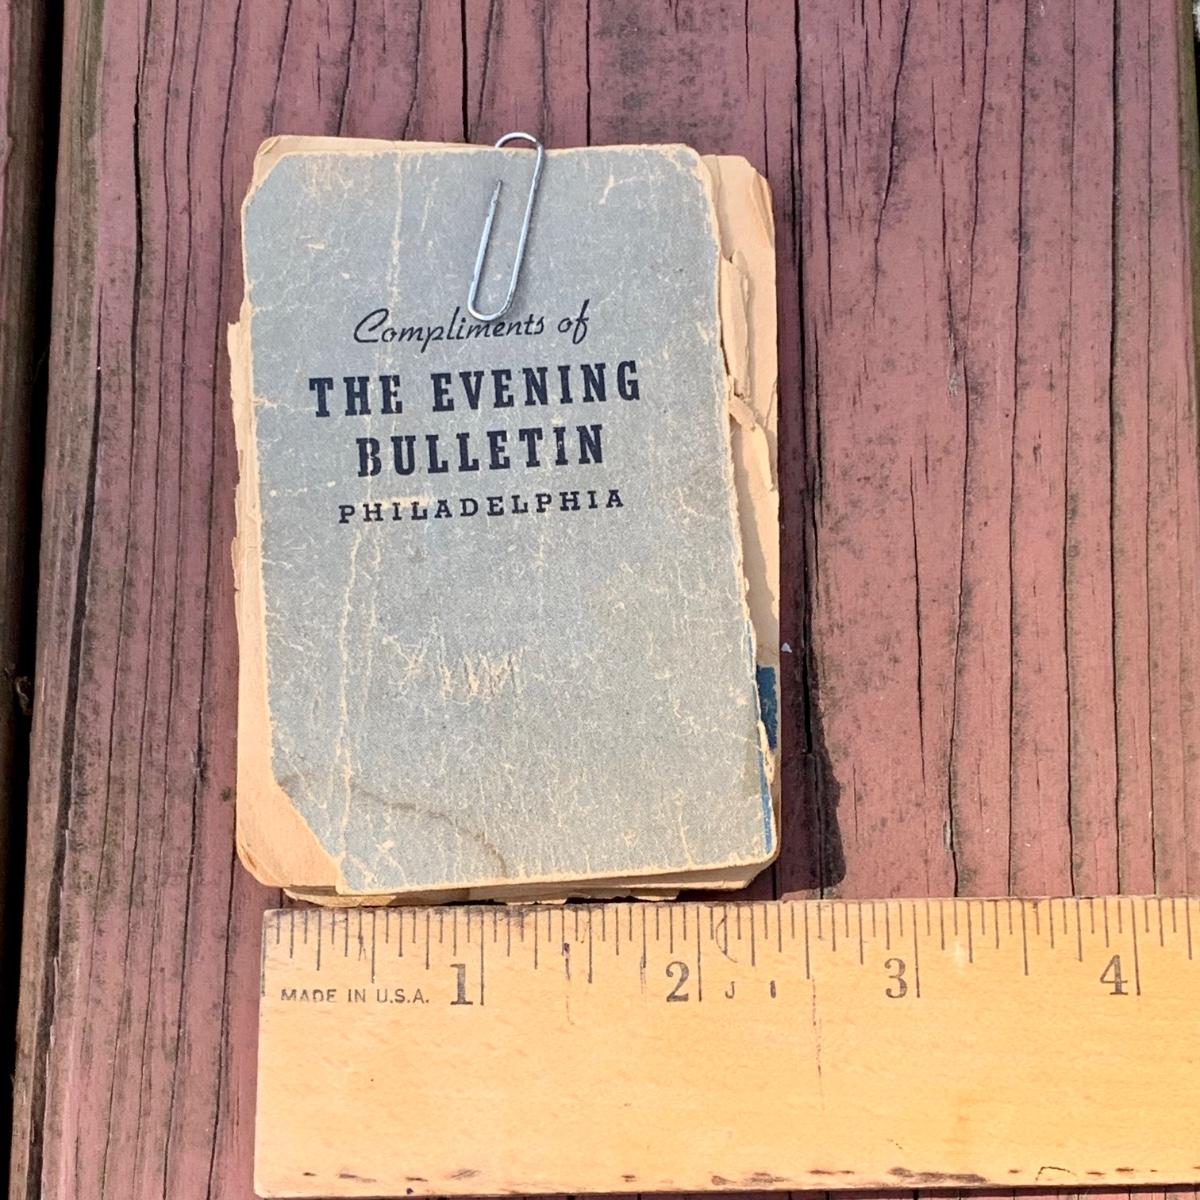 Compliments of
THE EVENING
BULLETIN
PHILADELPHIA
MADE IN U.S.A. 1 2 3 4